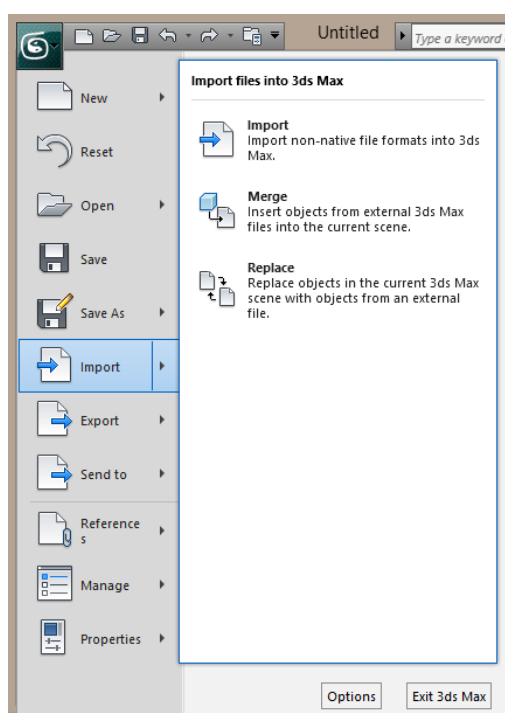 Untitled
Type a keyword
New
Reset
Open
Save
Save As
Import
Export
Send to
Reference
s
Manage
Properties
Import files into 3ds Max
Import
Import non-native file formats into 3ds
Max.
Merge
Insert objects from external 3ds Max
files into the current scene.
Replace
Replace objects in the current 3ds Max
scene with objects from an external
file.
Options
Exit 3ds Max